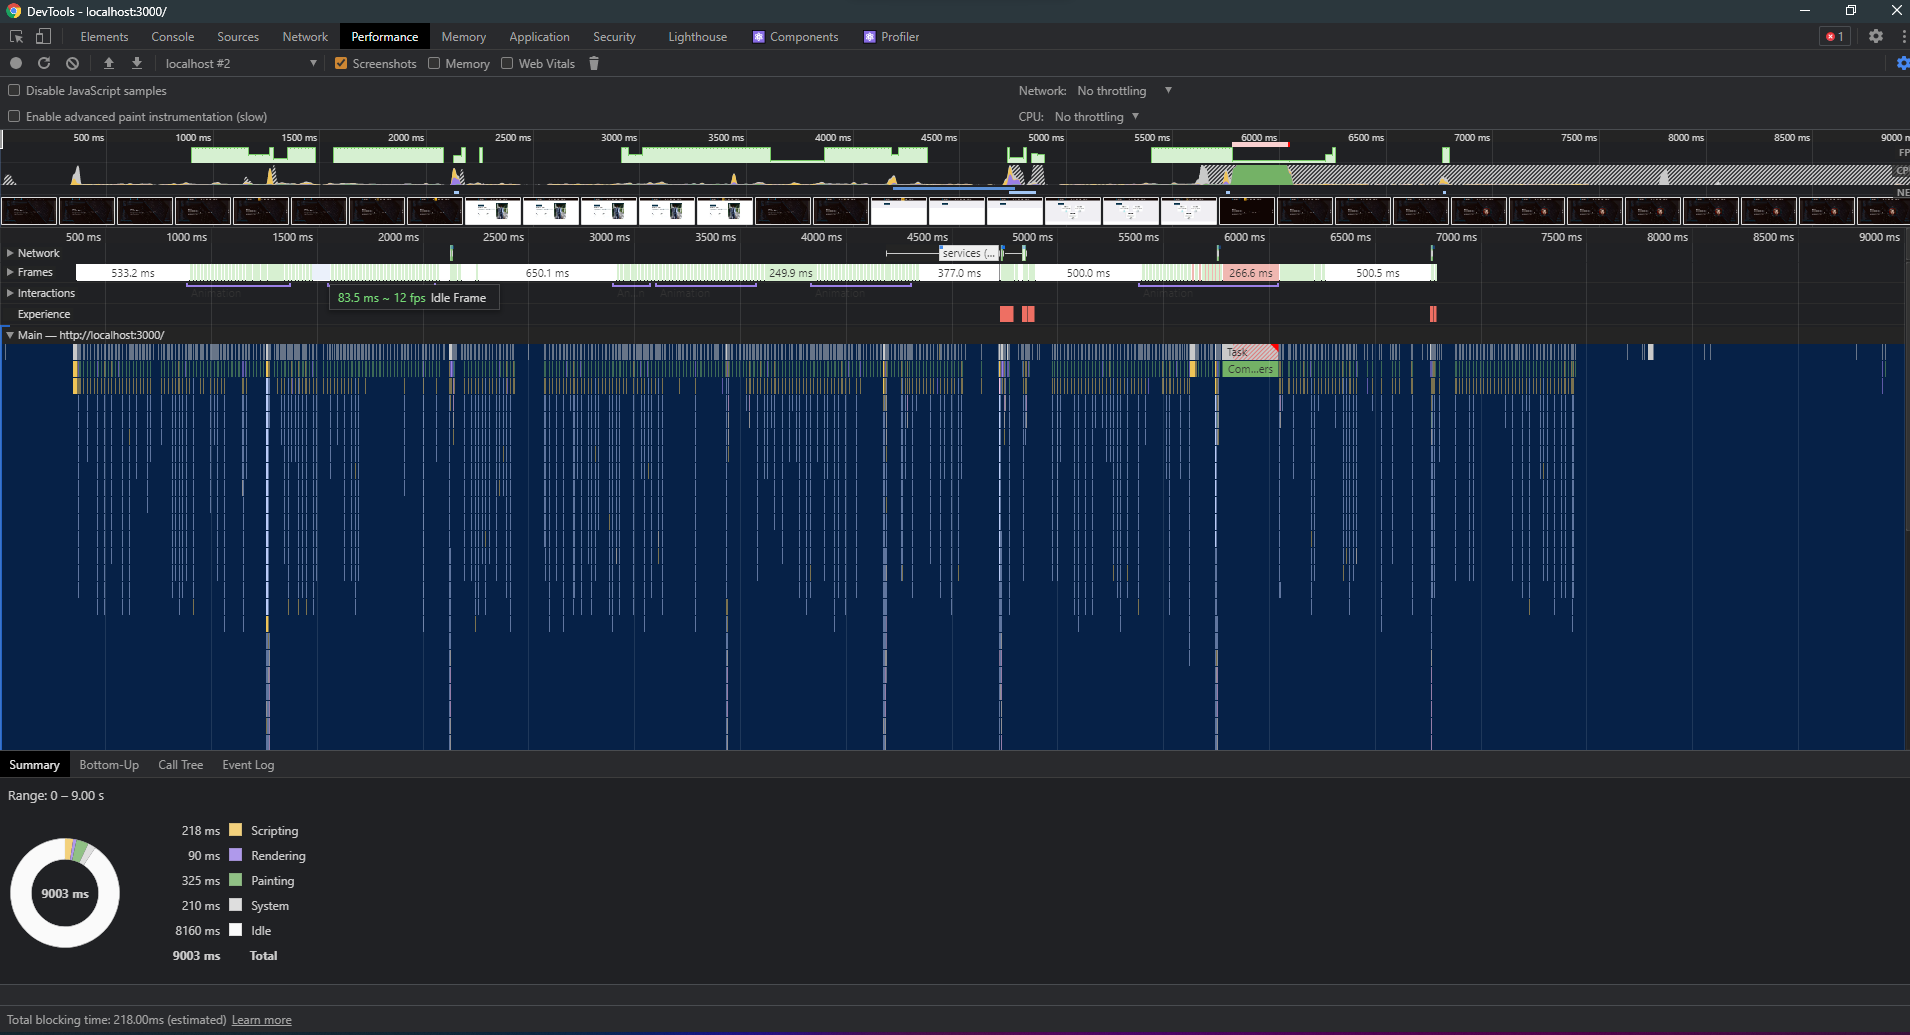 DevTools - localhost:3000/
Elements Console Sources Network Performance Memory Application Security Lighthouse Components Profiler 1
localhost #2 Screenshots Memory Web Vitals
Disable JavaScript samples Network: No throttling
Enable advanced paint instrumentation (slow) CPU: No throttling
500 ms 1000 ms 1500 ms 2000 ms 2500 ms 3000 ms 3500 ms 4000 ms 4500 ms 5000 ms 5500 ms 6000 ms 6500 ms 7000 ms 7500 ms 8000 ms 8500 ms 9000 m
FP
CP
NE
500 ms 1000 ms 1500 ms 2000 ms 2500 ms 3000 ms 3500 ms 4000 ms 4500 ms 5000 ms 5500 ms 6000 ms 6500 ms 7000 ms 7500 ms 8000 ms 8500 ms 9000 ms
Network services (...
Frames 533.2 ms 650.1 ms 249.9 ms 377.0 ms 500.0 ms 266.6 ms 500.5 ms
Interactions Animation Animation Animation Animation
83.5 ms ~ 12 fps Idle Frame
Experience
Main — http://localhost:3000/
Task
Com...ers
Summary Bottom-Up Call Tree Event Log
Range: 0 – 9.00 s
218 ms Scripting
90 ms Rendering
325 ms Painting
210 ms System
8160 ms Idle
9003 ms Total
9003 ms
Total blocking time: 218.00ms (estimated) Learn more